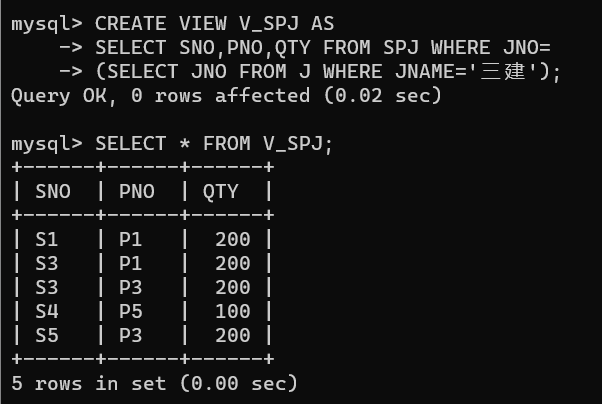 mysql> CREATE VIEW V_SPJ AS
    -> SELECT SNO,PNO,QTY FROM SPJ WHERE JNO=
    -> (SELECT JNO FROM J WHERE JNAME='三建');
Query OK, 0 rows affected (0.02 sec)

mysql> SELECT * FROM V_SPJ;
+------+------+------+
| SNO  | PNO  | QTY  |
+------+------+------+
| S1   | P1   |  200 |
| S3   | P1   |  200 |
| S3   | P3   |  200 |
| S4   | P5   |  100 |
| S5   | P3   |  200 |
+------+------+------+
5 rows in set (0.00 sec)